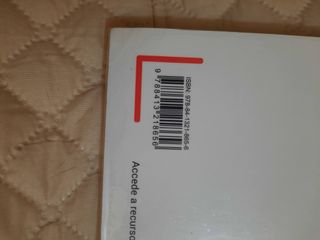 ISBN: 978-84-1321-865-6
9 788413 218656
Accede a recurso